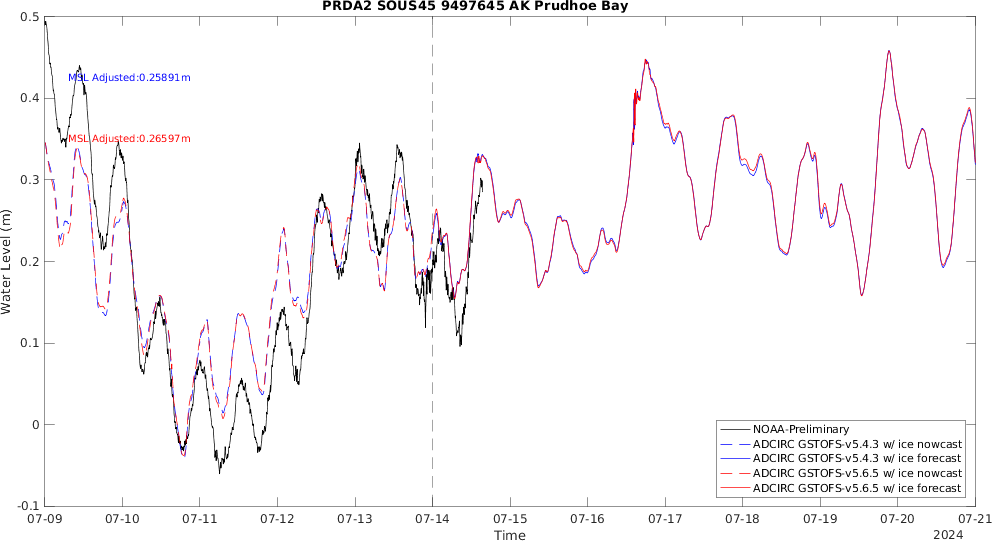 PRDA2 SOUS45 9497645 AK Prudhoe Bay
0.5
0.4
0.3
0.2
0.1
0
-0.1
Water Level (m)
MSL Adjusted:0.25891m
MSL Adjusted:0.26597m
NOAA-Preliminary
ADCIRC GSTOFS-v5.4.3 w/ ice nowcast
ADCIRC GSTOFS-v5.4.3 w/ ice forecast
ADCIRC GSTOFS-v5.6.5 w/ ice nowcast
ADCIRC GSTOFS-v5.6.5 w/ ice forecast
07-09 07-10 07-11 07-12 07-13 07-14 07-15 07-16 07-17 07-18 07-19 07-20 07-21
Time
2024